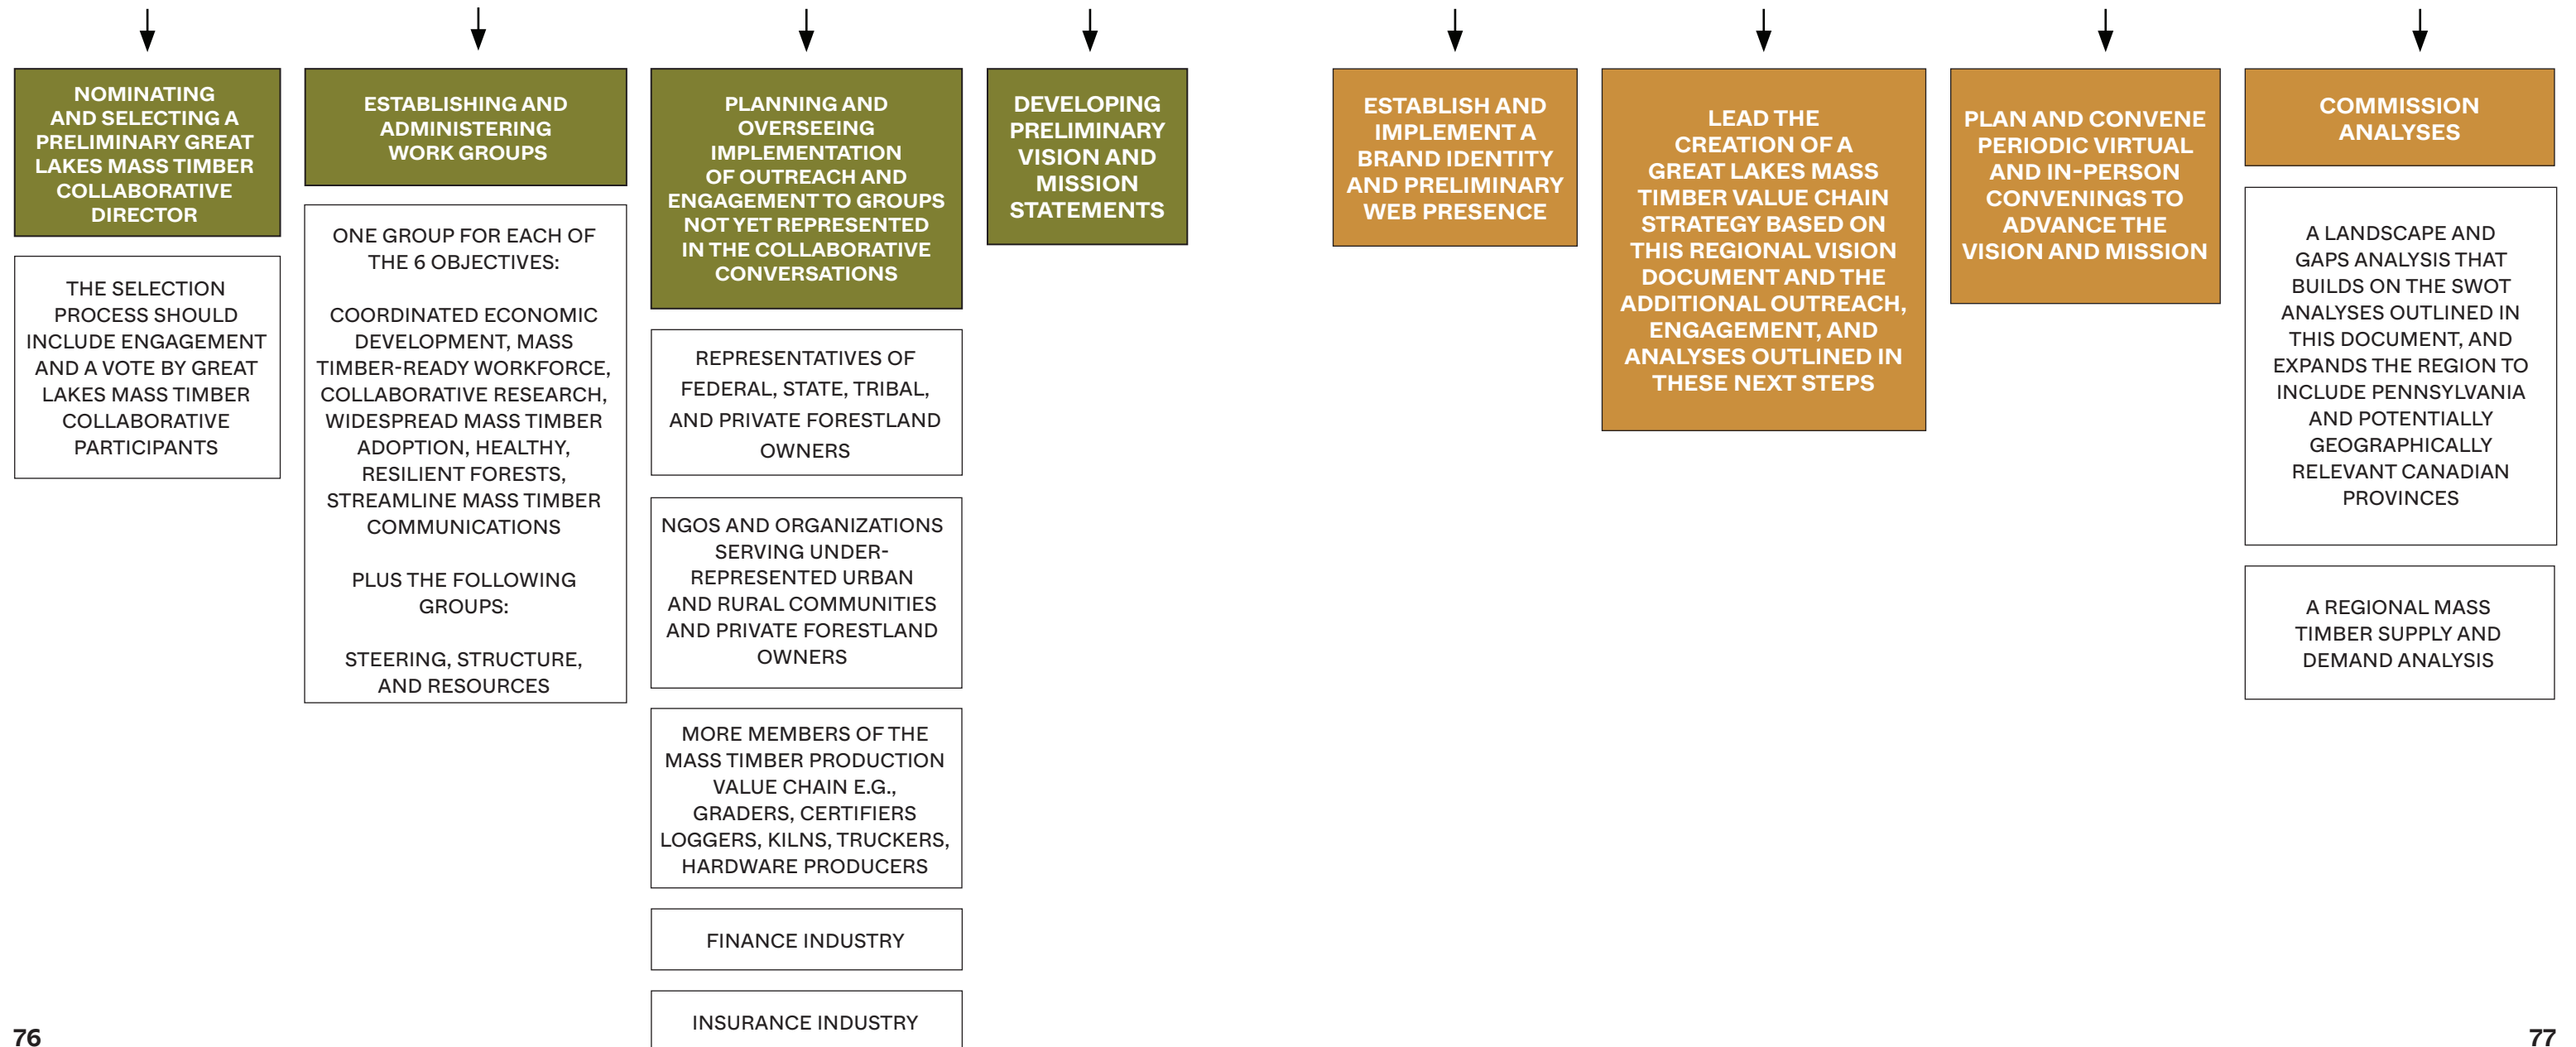 NOMINATING
AND SELECTING A
PRELIMINARY GREAT
LAKES MASS TIMBER
COLLABORATIVE
DIRECTOR
THE SELECTION
PROCESS SHOULD
INCLUDE ENGAGEMENT
AND A VOTE BY GREAT
LAKES MASS TIMBER
COLLABORATIVE
PARTICIPANTS
ESTABLISHING AND
ADMINISTERING
WORK GROUPS
ONE GROUP FOR EACH OF
THE 6 OBJECTIVES:
COORDINATED ECONOMIC
DEVELOPMENT, MASS
TIMBER-READY WORKFORCE,
COLLABORATIVE RESEARCH,
WIDESPREAD MASS TIMBER
ADOPTION, HEALTHY,
RESILIENT FORESTS,
STREAMLINE MASS TIMBER
COMMUNICATIONS
PLUS THE FOLLOWING
GROUPS:
STEERING, STRUCTURE,
AND RESOURCES
PLANNING AND
OVERSEEING
IMPLEMENTATION
OF OUTREACH AND
ENGAGEMENT TO GROUPS
NOT YET REPRESENTED
IN THE COLLABORATIVE
CONVERSATIONS
REPRESENTATIVES OF
FEDERAL, STATE, TRIBAL,
AND PRIVATE FORESTLAND
OWNERS
NGOS AND ORGANIZATIONS
SERVING UNDER-
REPRESENTED URBAN
AND RURAL COMMUNITIES
AND PRIVATE FORESTLAND
OWNERS
MORE MEMBERS OF THE
MASS TIMBER PRODUCTION
VALUE CHAIN E.G.,
GRADERS, CERTIFIERS
LOGGERS, KILNS, TRUCKERS,
HARDWARE PRODUCERS
FINANCE INDUSTRY
INSURANCE INDUSTRY
DEVELOPING
PRELIMINARY
VISION AND
MISSION
STATEMENTS
ESTABLISH AND
IMPLEMENT A
BRAND IDENTITY
AND PRELIMINARY
WEB PRESENCE
LEAD THE
CREATION OF A
GREAT LAKES MASS
TIMBER VALUE CHAIN
STRATEGY BASED ON
THIS REGIONAL VISION
DOCUMENT AND THE
ADDITIONAL OUTREACH,
ENGAGEMENT, AND
ANALYSES OUTLINED IN
THESE NEXT STEPS
PLAN AND CONVENE
PERIODIC VIRTUAL
AND IN-PERSON
CONVENINGS TO
ADVANCE THE
VISION AND MISSION
COMMISSION
ANALYSES
A LANDSCAPE AND
GAPS ANALYSIS THAT
BUILDS ON THE SWOT
ANALYSES OUTLINED IN
THIS DOCUMENT, AND
EXPANDS THE REGION TO
INCLUDE PENNSYLVANIA
AND POTENTIALLY
GEOGRAPHICALLY
RELEVANT CANADIAN
PROVINCES
A REGIONAL MASS
TIMBER SUPPLY AND
DEMAND ANALYSIS
76
77